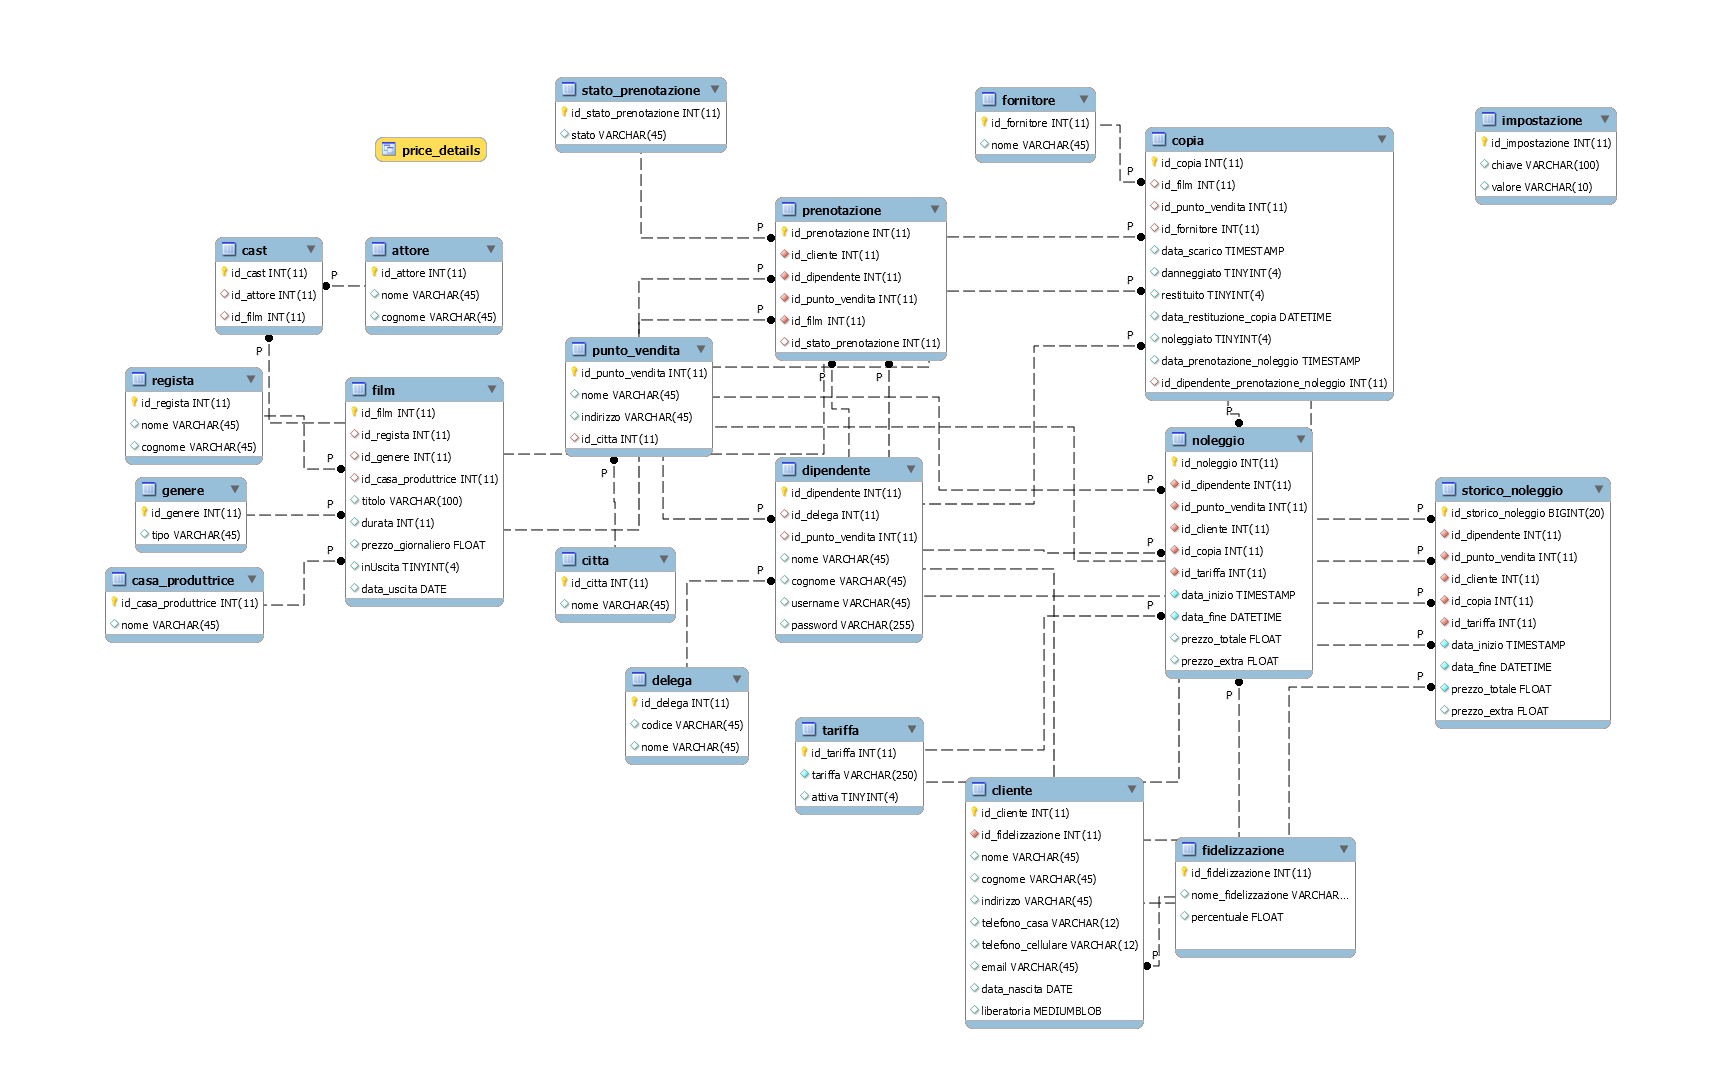 stato_prenotazione
id_stato_prenotazione INT(11)
stato VARCHAR(45)
price_details
fornitore
id_fornitore INT(11)
nome VARCHAR(45)
impostazione
id_impostazione INT(11)
chiave VARCHAR(100)
valore VARCHAR(10)
copia
id_copia INT(11)
id_film INT(11)
id_punto_vendita INT(11)
id_fornitore INT(11)
data_scarico TIMESTAMP
danneggiato TINYINT(4)
restituito TINYINT(4)
data_restituzione_copia DATETIME
noleggiato TINYINT(4)
data_prenotazione_noleggio TIMESTAMP
id_dipendente_prenotazione_noleggio INT(11)
P
P
P
P
prenotazione
id_prenotazione INT(11)
id_cliente INT(11)
id_dipendente INT(11)
id_punto_vendita INT(11)
id_film INT(11)
id_stato_prenotazione INT(11)
P
P
P
P
P
cast
id_cast INT(11)
id_attore INT(11)
id_film INT(11)
P
P
attore
id_attore INT(11)
nome VARCHAR(45)
cognome VARCHAR(45)
punto_vendita
id_punto_vendita INT(11)
nome VARCHAR(45)
indirizzo VARCHAR(45)
id_citta INT(11)
P
regista
id_regista INT(11)
nome VARCHAR(45)
cognome VARCHAR(45)
film
id_film INT(11)
id_regista INT(11)
id_genere INT(11)
id_casa_produttrice INT(11)
titolo VARCHAR(100)
durata INT(11)
prezzo_giornaliero FLOAT
inUscita TINYINT(4)
data_uscita DATE
P
P
P
genere
id_genere INT(11)
tipo VARCHAR(45)
casa_produttrice
id_casa_produttrice INT(11)
nome VARCHAR(45)
citta
id_citta INT(11)
nome VARCHAR(45)
dipendente
id_dipendente INT(11)
id_delega INT(11)
id_punto_vendita INT(11)
nome VARCHAR(45)
cognome VARCHAR(45)
username VARCHAR(45)
password VARCHAR(255)
P
P
noleggio
id_noleggio INT(11)
id_dipendente INT(11)
id_punto_vendita INT(11)
id_cliente INT(11)
id_copia INT(11)
id_tariffa INT(11)
data_inizio TIMESTAMP
data_fine DATETIME
prezzo_totale FLOAT
prezzo_extra FLOAT
P
P
P
P
P
storico_noleggio
id_storico_noleggio BIGINT(20)
id_dipendente INT(11)
id_punto_vendita INT(11)
id_cliente INT(11)
id_copia INT(11)
id_tariffa INT(11)
data_inizio TIMESTAMP
data_fine DATETIME
prezzo_totale FLOAT
prezzo_extra FLOAT
P
P
P
P
P
delega
id_delega INT(11)
codice VARCHAR(45)
nome VARCHAR(45)
tariffa
id_tariffa INT(11)
tariffa VARCHAR(250)
attiva TINYINT(4)
cliente
id_cliente INT(11)
id_fidelizzazione INT(11)
nome VARCHAR(45)
cognome VARCHAR(45)
indirizzo VARCHAR(45)
telefono_casa VARCHAR(12)
telefono_cellulare VARCHAR(12)
email VARCHAR(45)
data_nascita DATE
liberatoria MEDIUMBLOB
P
fidelizzazione
id_fidelizzazione INT(11)
nome_fidelizzazione VARCHAR...
percentuale FLOAT